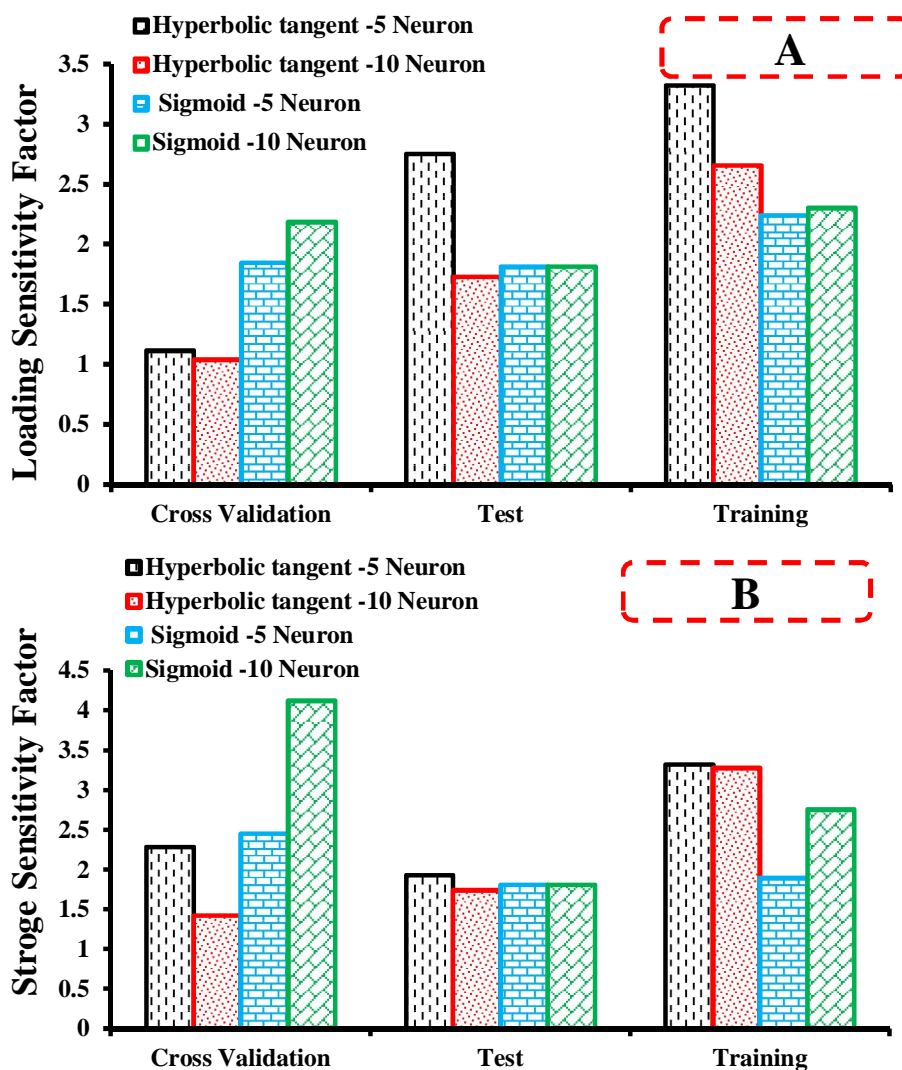 Hyperbolic tangent -5 Neuron
Hyperbolic tangent -10 Neuron
Sigmoid -5 Neuron
Sigmoid -10 Neuron
A
Loading Sensitivity Factor
3.5
3
2.5
2
1.5
1
0.5
0
Cross Validation Test Training
Hyperbolic tangent -5 Neuron
Hyperbolic tangent -10 Neuron
Sigmoid -5 Neuron
Sigmoid -10 Neuron
B
Stroge Sensitivity Factor
4.5
4
3.5
3
2.5
2
1.5
1
0.5
0
Cross Validation Test Training